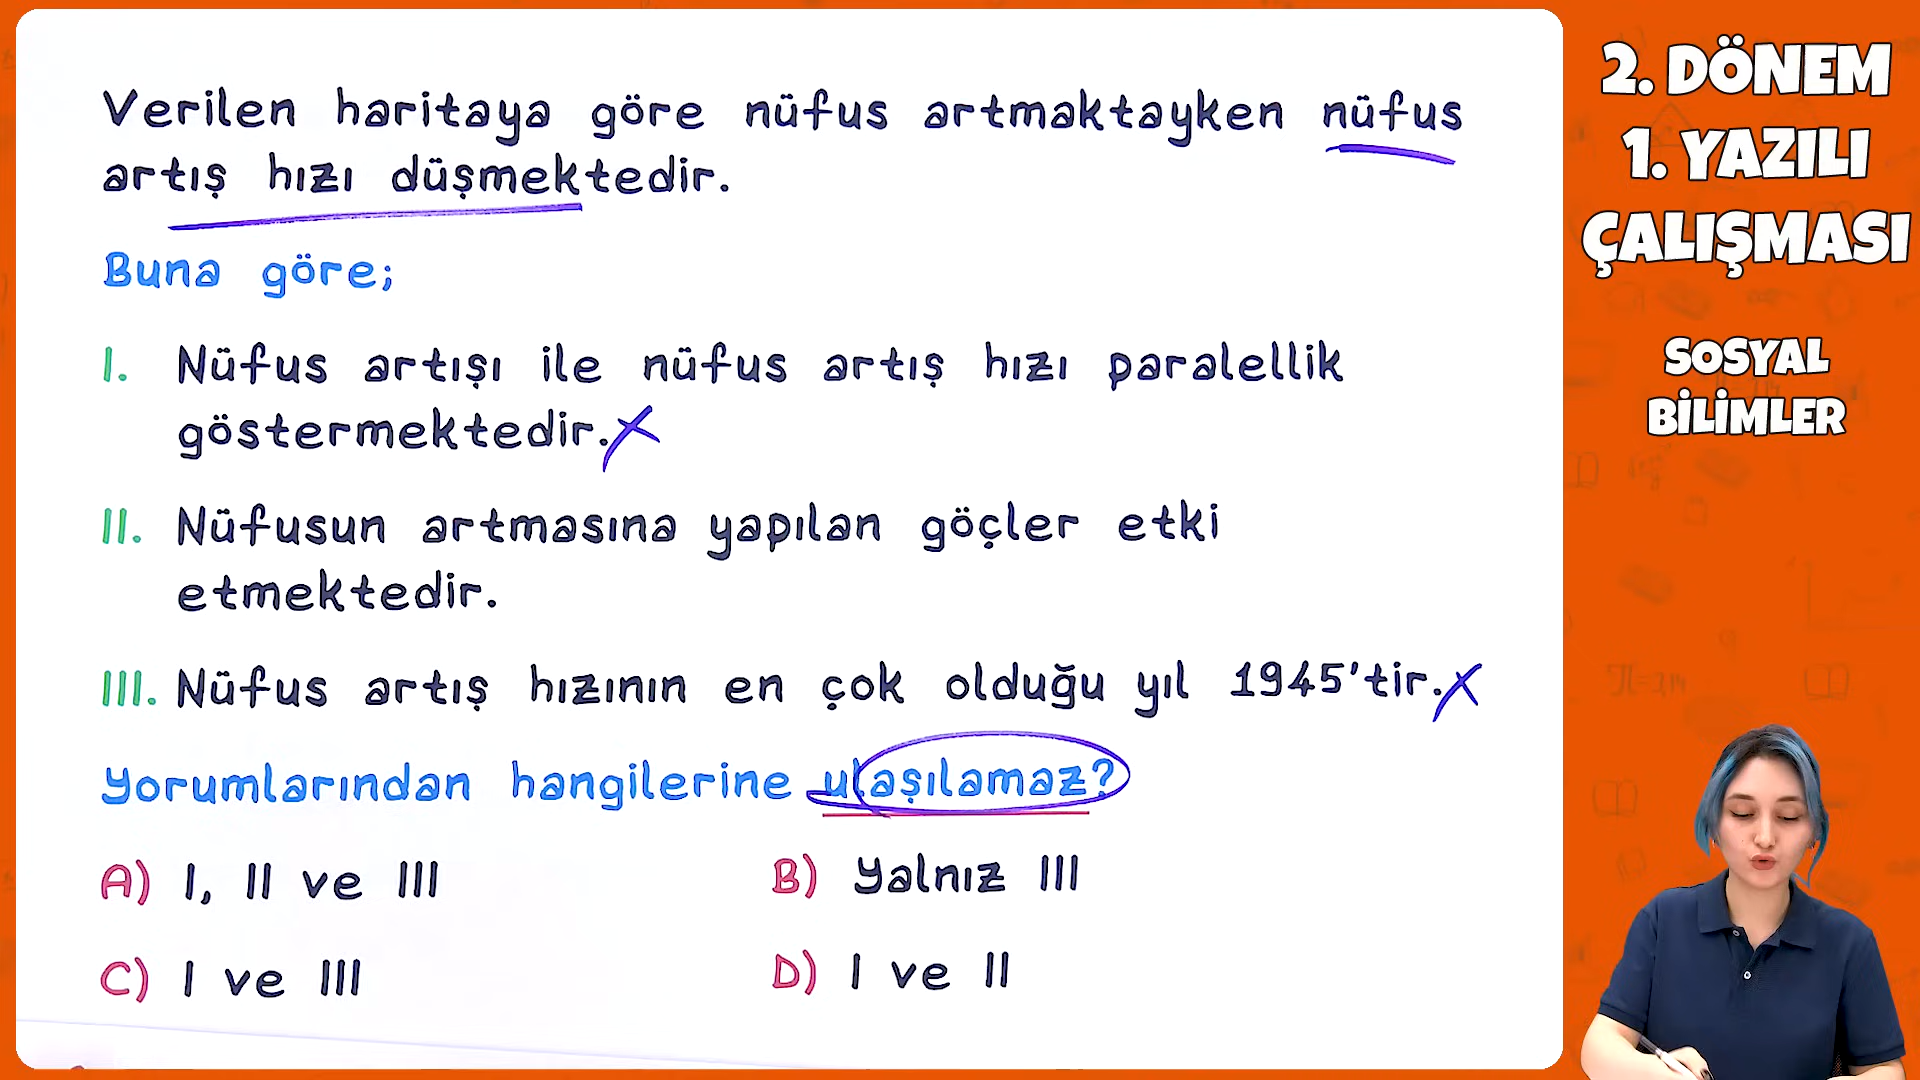 Verilen haritaya göre nüfus artmaktayken nüfus
artış hızı düşmektedir.
Buna göre;
I. Nüfus artışı ile nüfus artış hızı paralellik
göstermektedir.
II. Nüfusun artmasına yapılan göçler etki
etmektedir.
III. Nüfus artış hızının en çok olduğu yıl 1945'tir.
Yorumlarından hangilerine ulaşılamaz?
A) I, II ve III
B) Yalnız III
C) I ve III
D) I ve II
2. DÖNEM
1. YAZILI
ÇALIŞMASI
SOSYAL
BİLİMLER